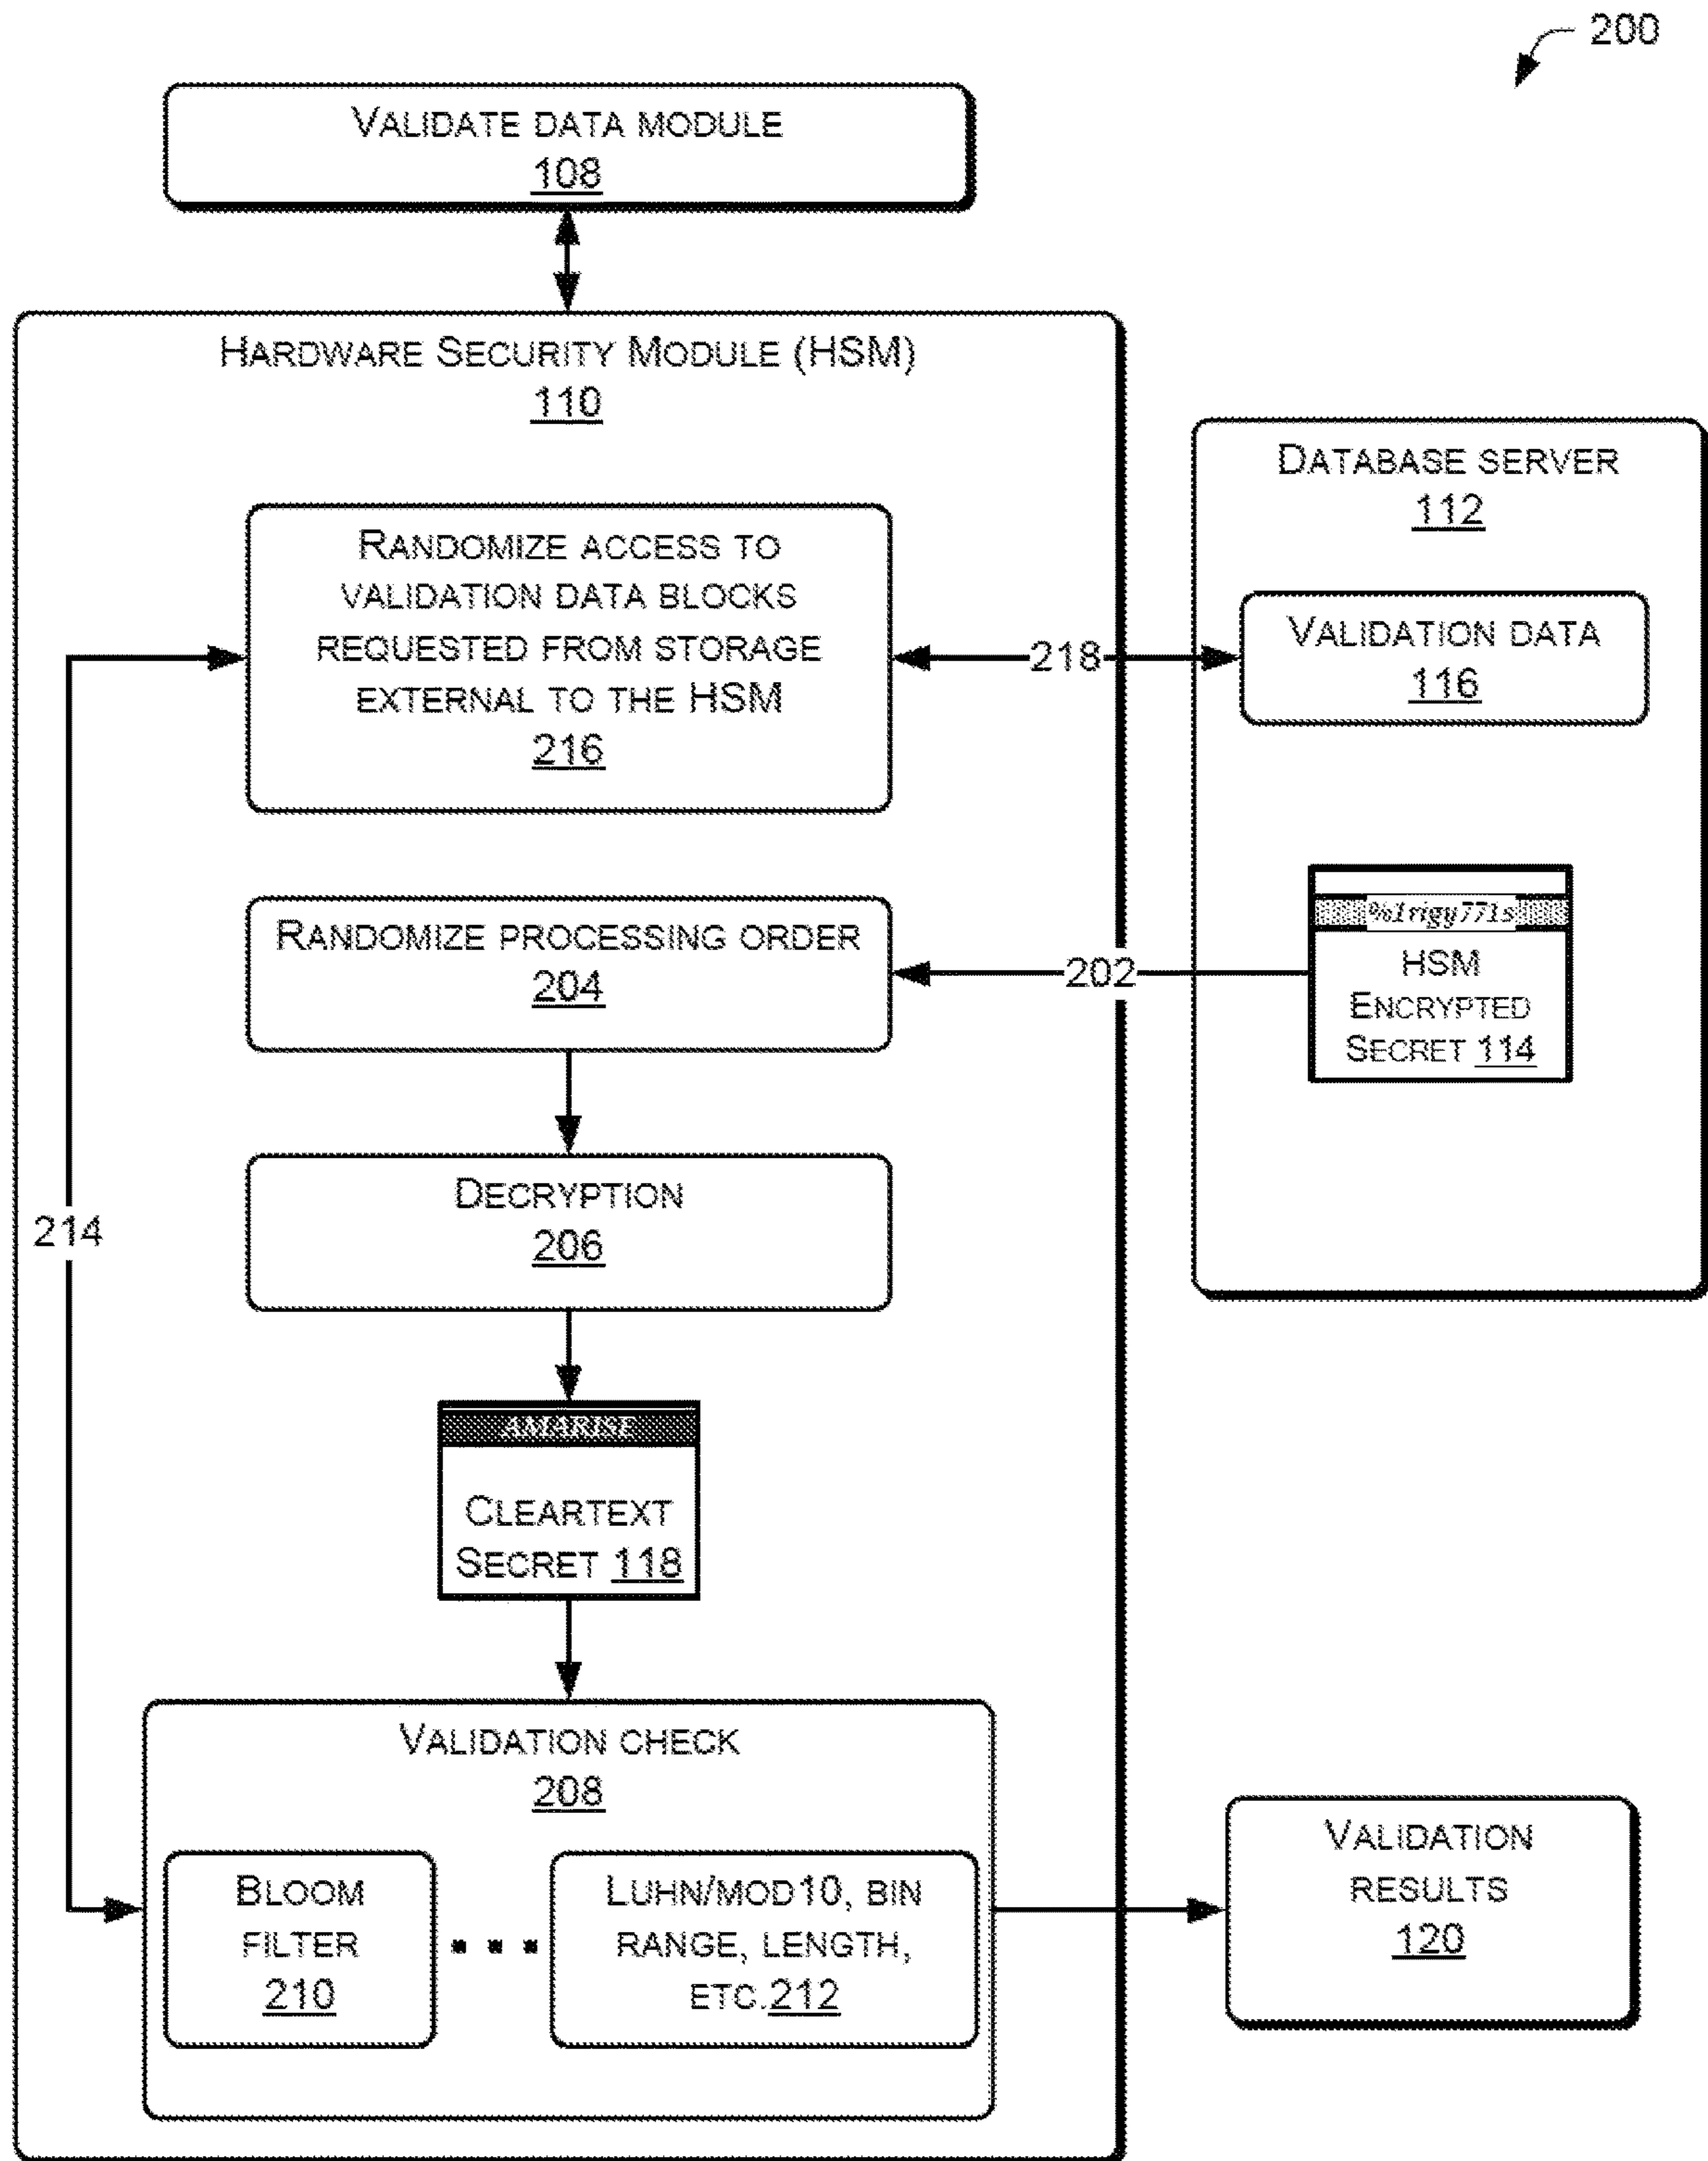 200
VALIDATE DATA MODULE
108
HARDWARE SECURITY MODULE (HSM)
110
RANDOMIZE ACCESS TO
VALIDATION DATA BLOCKS
REQUESTED FROM STORAGE
EXTERNAL TO THE HSM
216
218
DATABASE SERVER
112
VALIDATION DATA
116
%1rigy771s
HSM
ENCRYPTED
SECRET 114
202
RANDOMIZE PROCESSING ORDER
204
DECRYPTION
206
214
AMARISE
CLEARTEXT
SECRET 118
VALIDATION CHECK
208
BLOOM
FILTER
210
LUHN/MOD10, BIN
RANGE, LENGTH,
ETC.212
VALIDATION
RESULTS
120